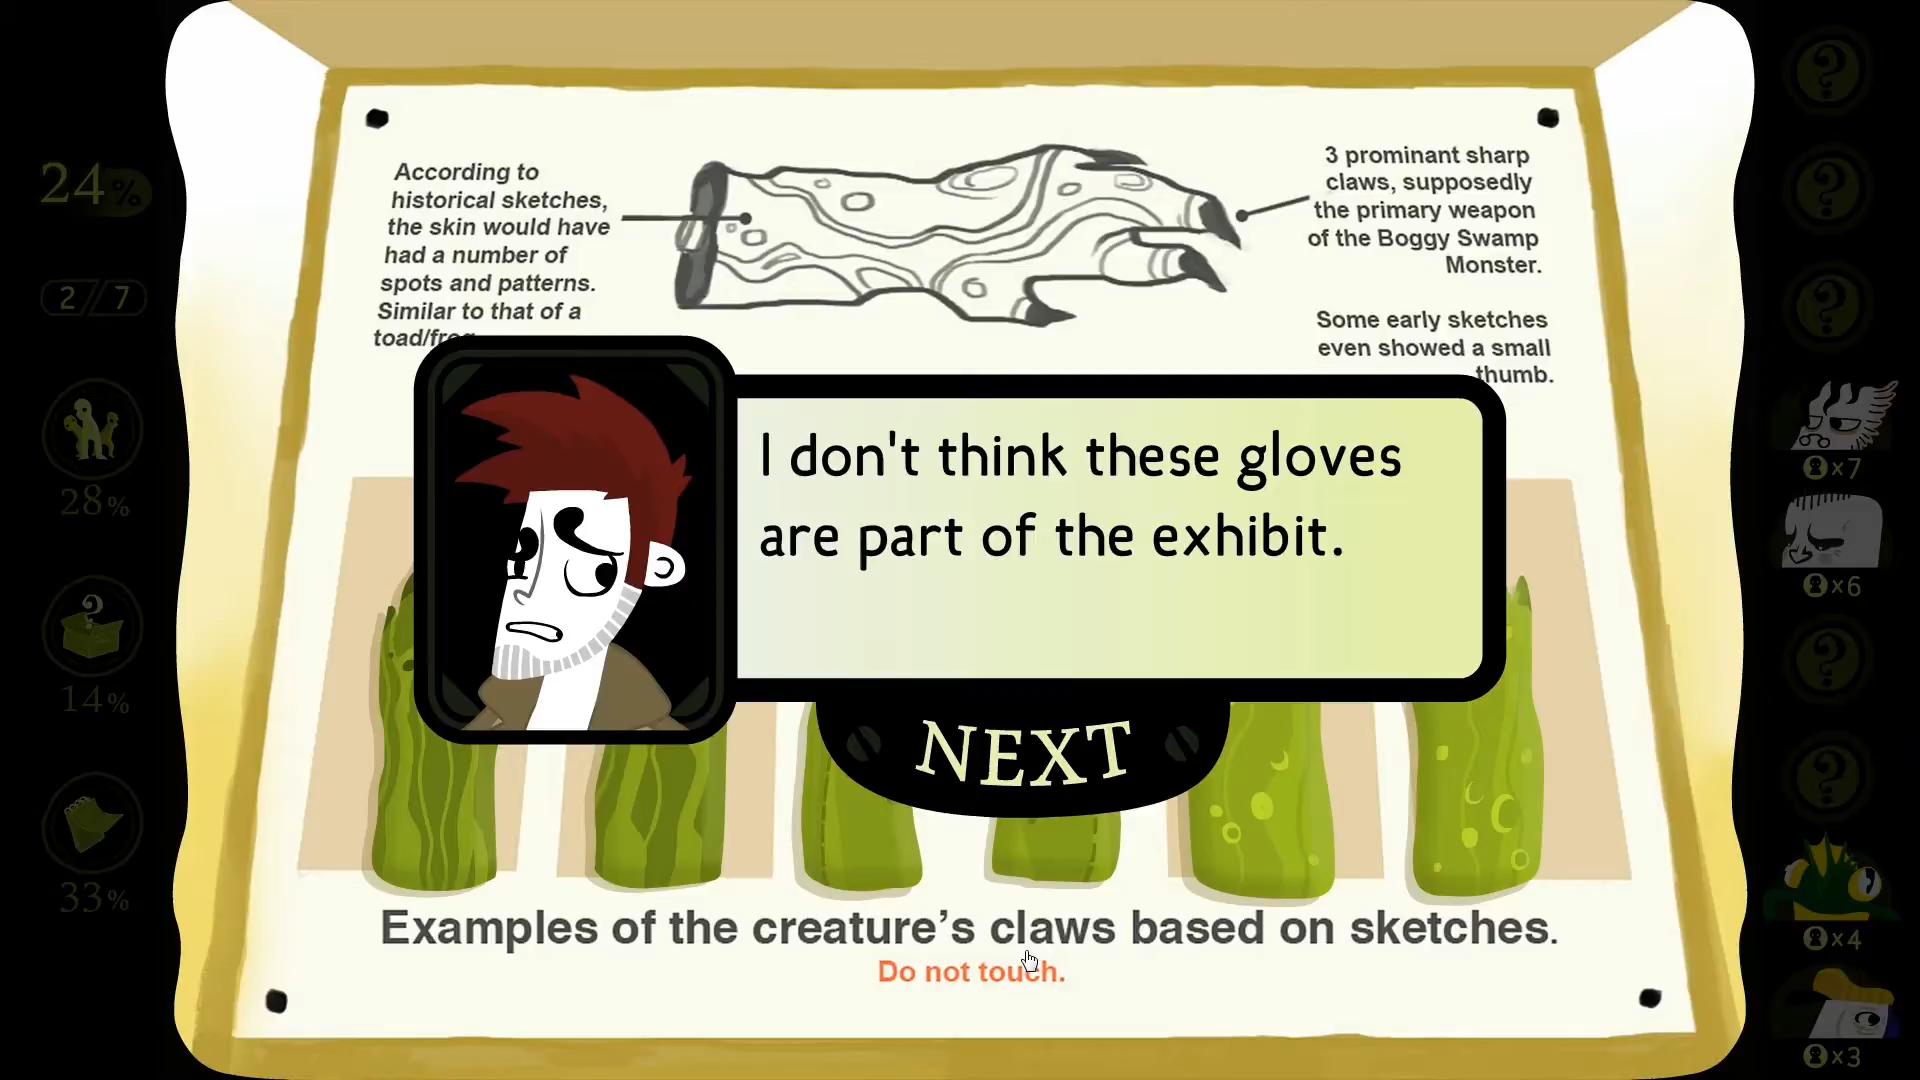 24%
2/7
28%
14%
33%
According to
historical sketches,
the skin would have
had a number of
spots and patterns.
Similar to that of a
toad/frog
3 prominent sharp
claws, supposedly
the primary weapon
of the Boggy Swamp
Monster.
Some early sketches
even showed a small
thumb.
I don't think these gloves
are part of the exhibit.
NEXT
Examples of the creature's claws based on sketches.
Do not touch.
?
?
?
x7
x6
?
?
x4
x3